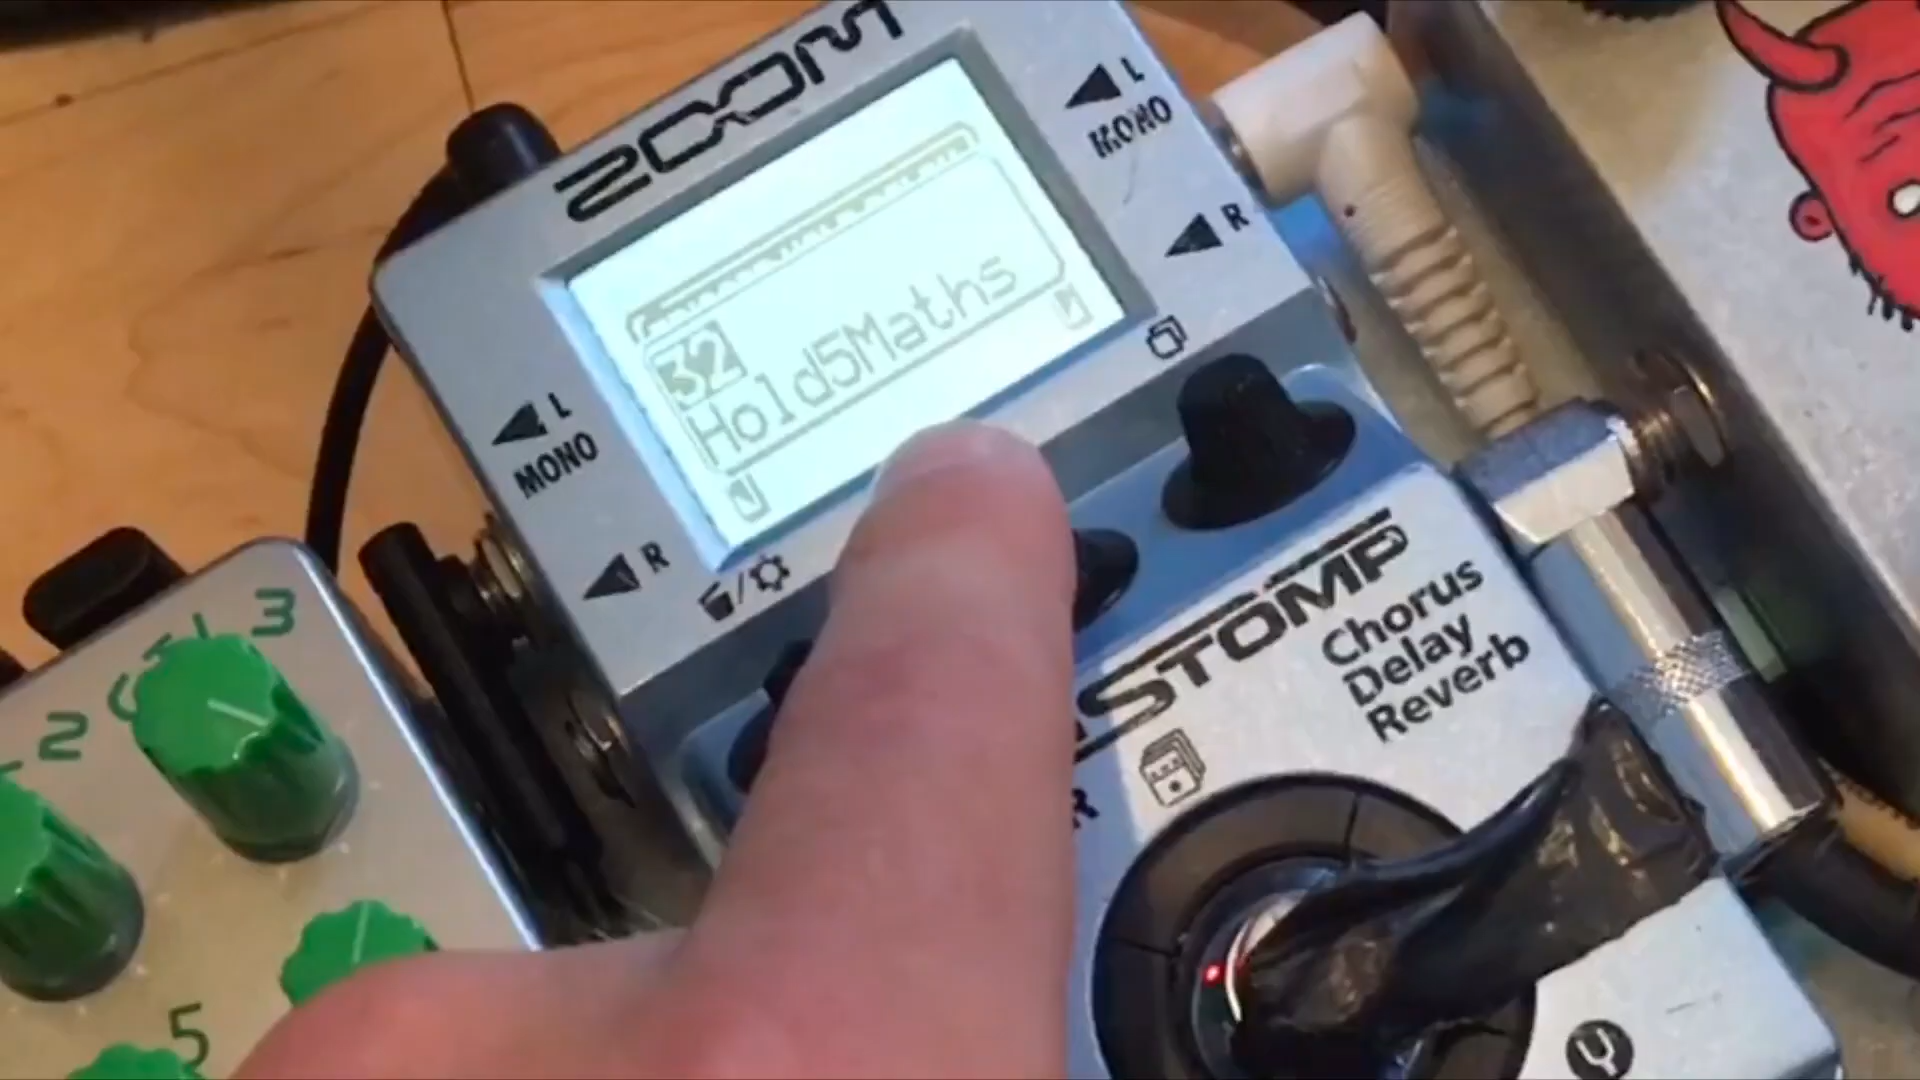 ZOOM
L
MONO
R
32
Hold5Maths
L
MONO
R
STOMP
Chorus
Delay
Reverb
R
2
3
5